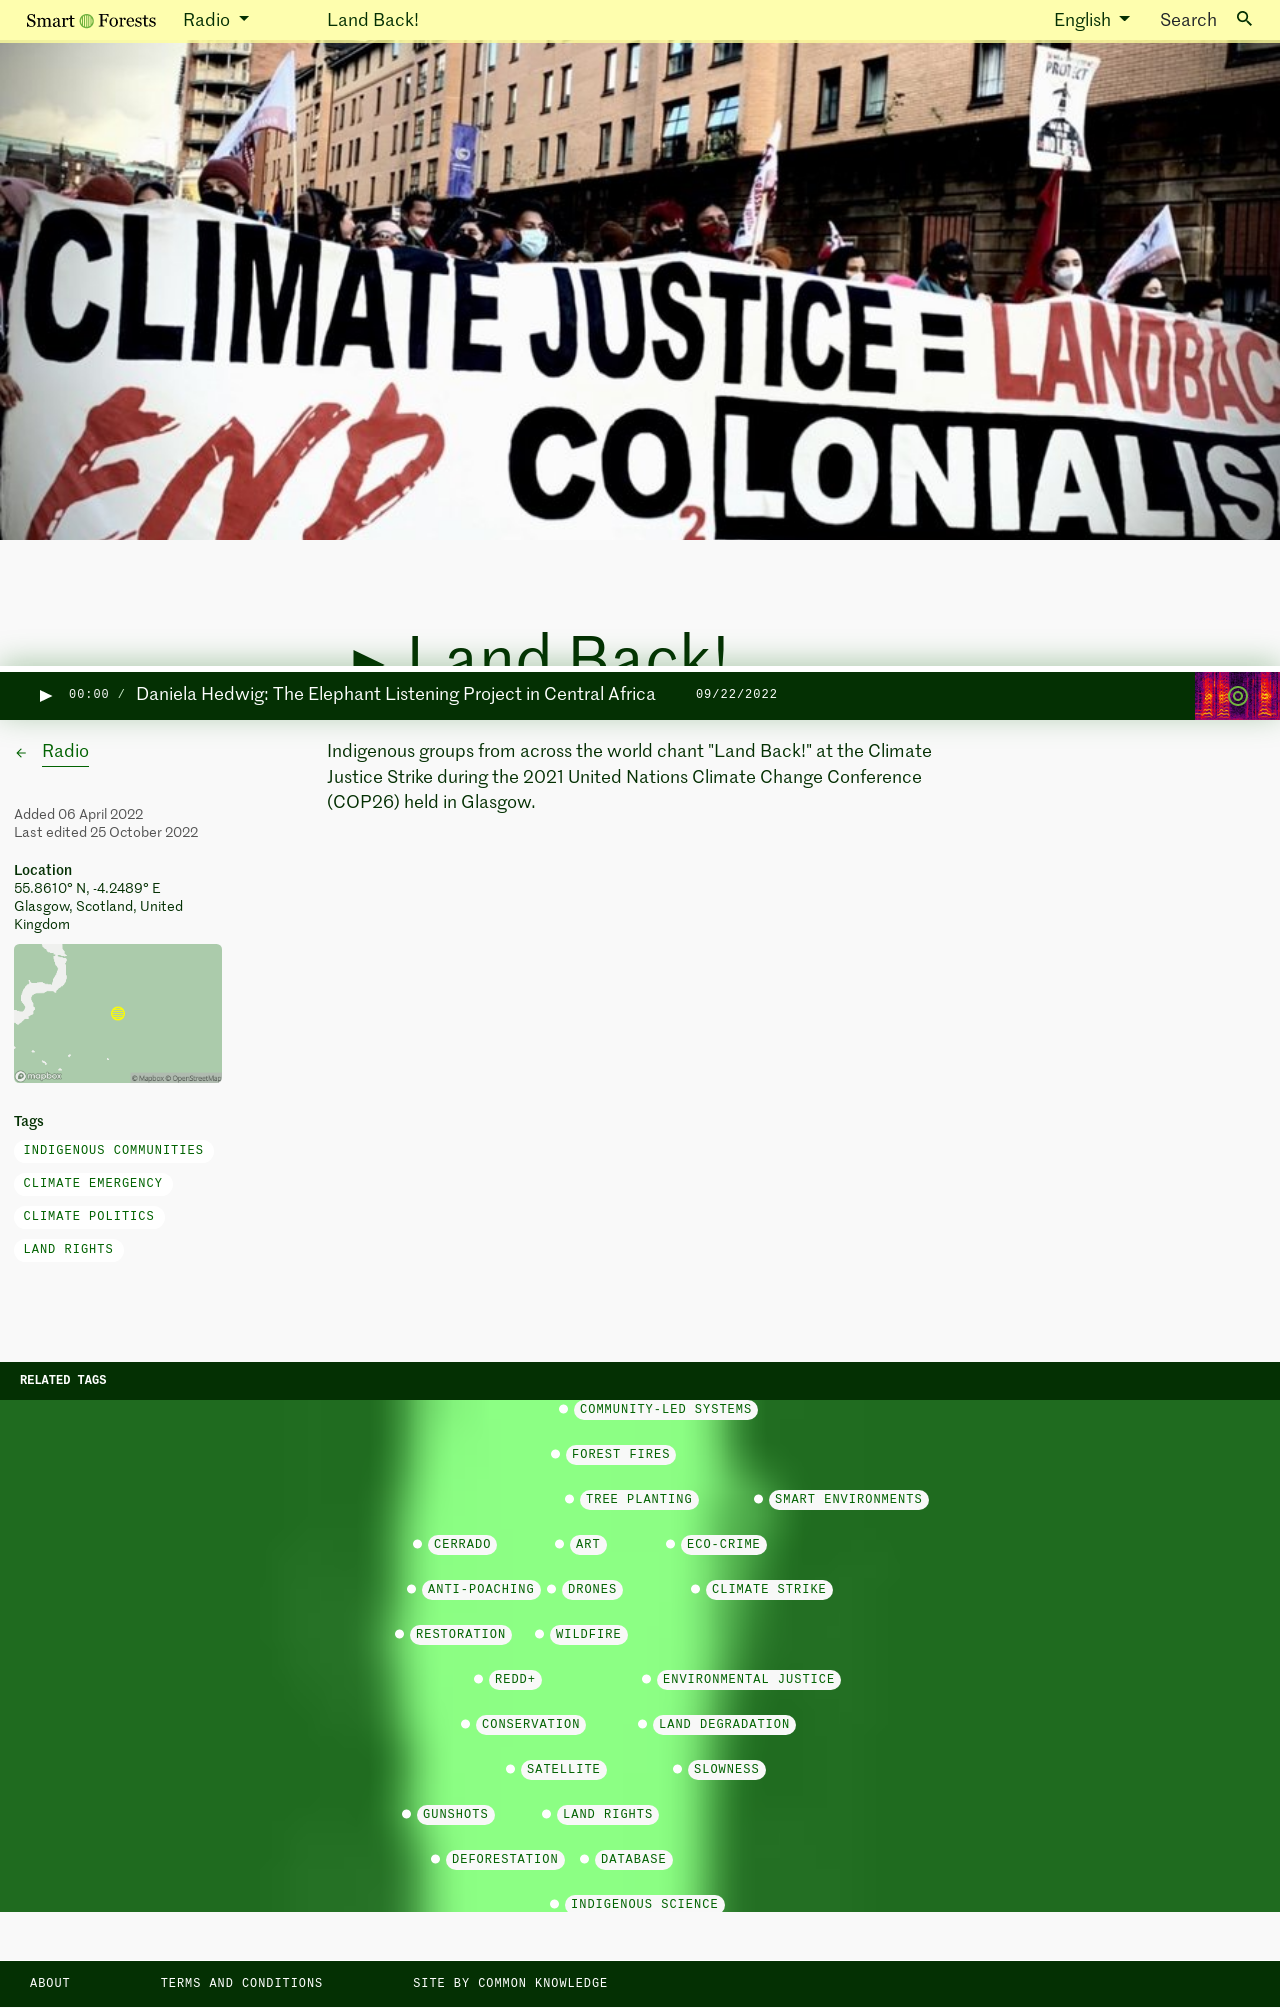 Smart Forests Radio Land Back! English Search
PROTECT
CLIMATE JUSTICE = LANDBAC
END COLONIALIS
2
▶ Land Back!
▶ 00:00 / Daniela Hedwig: The Elephant Listening Project in Central Africa 09/22/2022
← Radio
Indigenous groups from across the world chant "Land Back!" at the Climate
Justice Strike during the 2021 United Nations Climate Change Conference
(COP26) held in Glasgow.
Added 06 April 2022
Last edited 25 October 2022
Location
55.8610° N, -4.2489° E
Glasgow, Scotland, United
Kingdom
mapbox © Mapbox © OpenStreetMap
Tags
INDIGENOUS COMMUNITIES
CLIMATE EMERGENCY
CLIMATE POLITICS
LAND RIGHTS
RELATED TAGS
COMMUNITY-LED SYSTEMS
FOREST FIRES
TREE PLANTING SMART ENVIRONMENTS
CERRADO ART ECO-CRIME
ANTI-POACHING DRONES CLIMATE STRIKE
RESTORATION WILDFIRE
REDD+ ENVIRONMENTAL JUSTICE
CONSERVATION LAND DEGRADATION
SATELLITE SLOWNESS
GUNSHOTS LAND RIGHTS
DEFORESTATION DATABASE
INDIGENOUS SCIENCE
ABOUT TERMS AND CONDITIONS SITE BY COMMON KNOWLEDGE